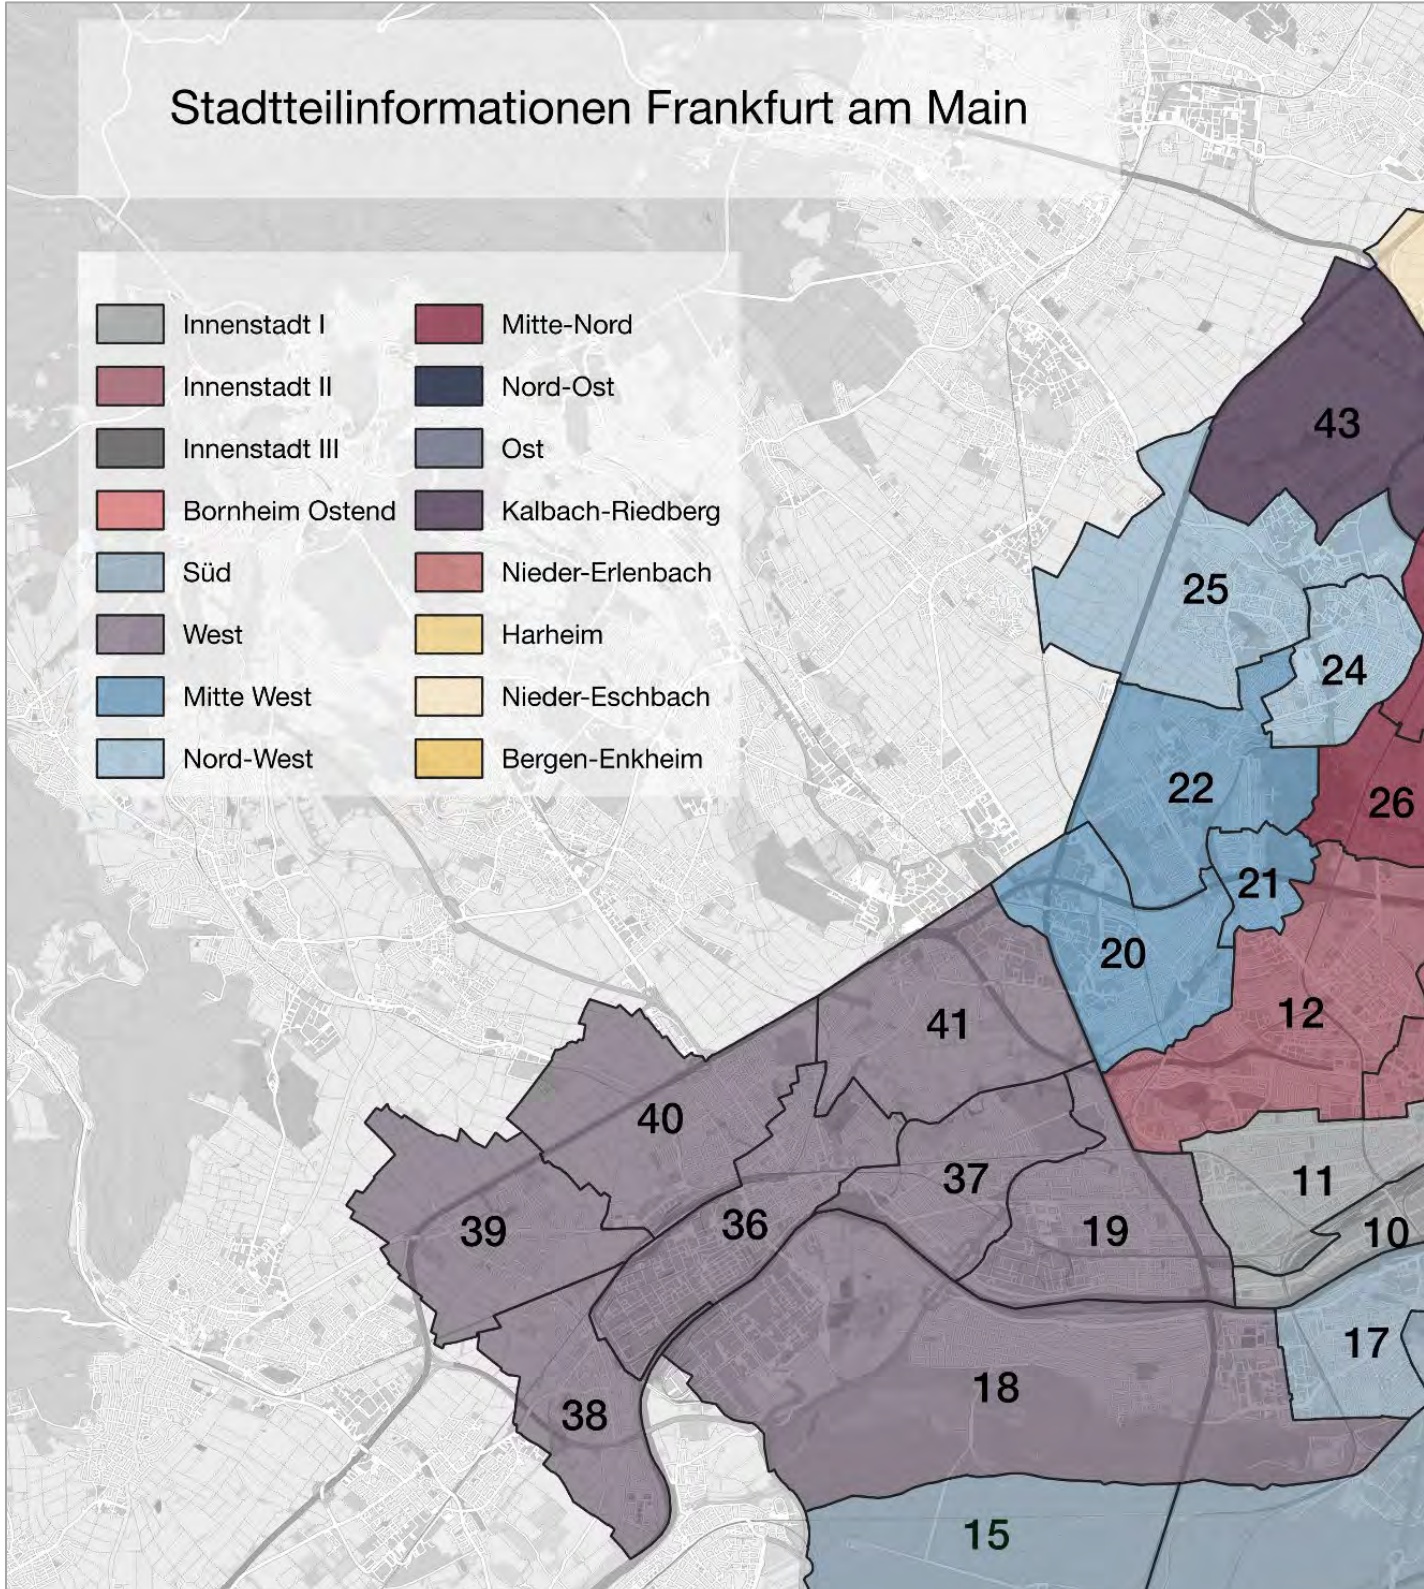 Stadtteilinformationen Frankfurt am Main
Innenstadt I
Innenstadt II
Innenstadt III
Bornheim Ostend
Süd
West
Mitte West
Nord-West
Mitte-Nord
Nord-Ost
Ost
Kalbach-Riedberg
Nieder-Erlenbach
Harheim
Nieder-Eschbach
Bergen-Enkheim
43
25
24
22
26
21
20
12
41
40
11
37
36
39
19
10
17
18
38
15